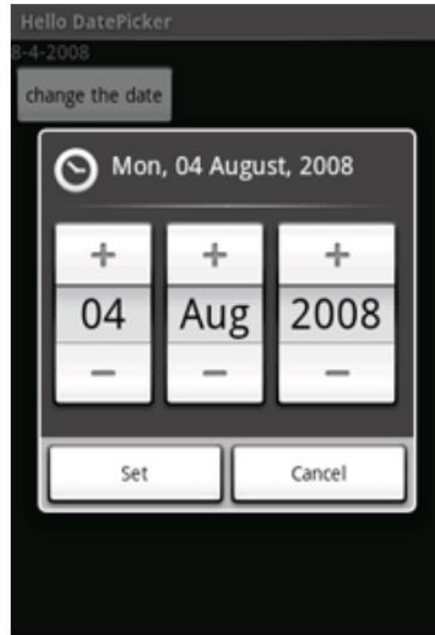 Hello DatePicker
8-4-2008
change the date
Mon, 04 August, 2008
+ + +
04 Aug 2008
− − −
Set Cancel